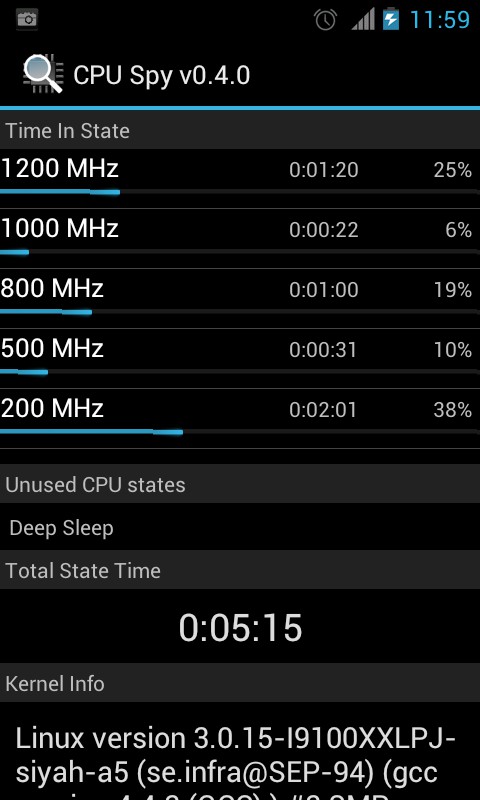 11:59
CPU Spy v0.4.0
Time In State
1200 MHz 0:01:20 25%
1000 MHz 0:00:22 6%
800 MHz 0:01:00 19%
500 MHz 0:00:31 10%
200 MHz 0:02:01 38%
Unused CPU states
Deep Sleep
Total State Time
0:05:15
Kernel Info
Linux version 3.0.15-I9100XXLPJ-
siyah-a5 (se.infra@SEP-94) (gcc